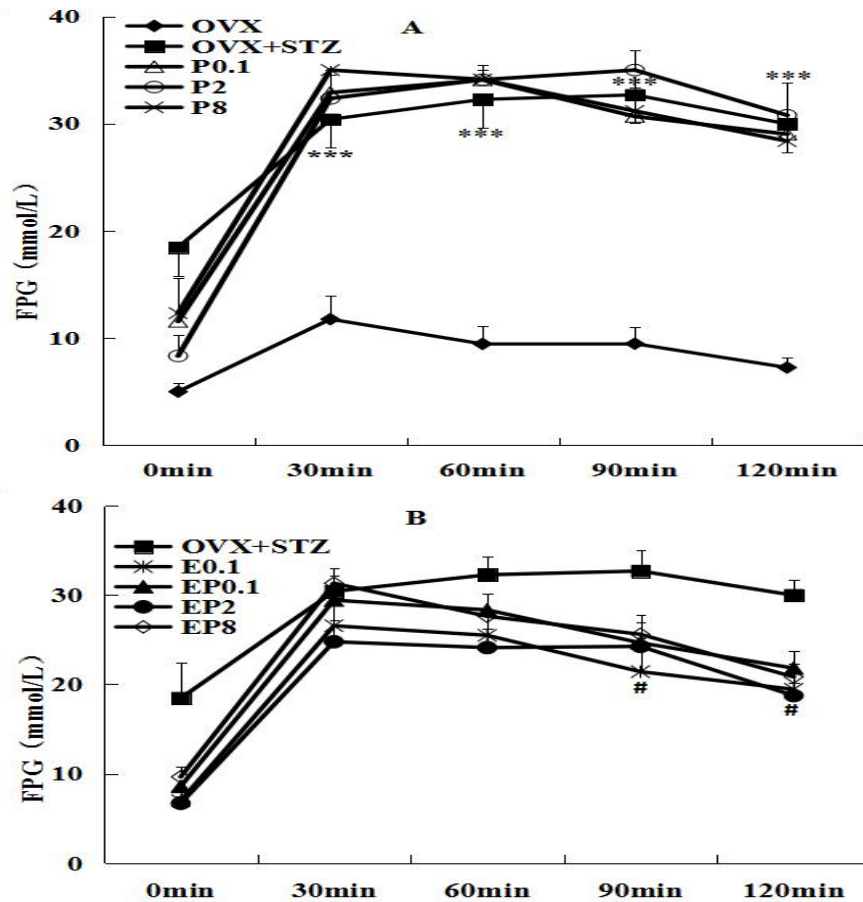 A
40
30
20
10
0
FPG (mmol/L)
OVX
OVX+STZ
P0.1
P2
P8
***
***
***
***
0min 30min 60min 90min 120min
B
40
30
20
10
0
FPG (mmol/L)
OVX+STZ
E0.1
EP0.1
EP2
EP8
#
#
0min 30min 60min 90min 120min